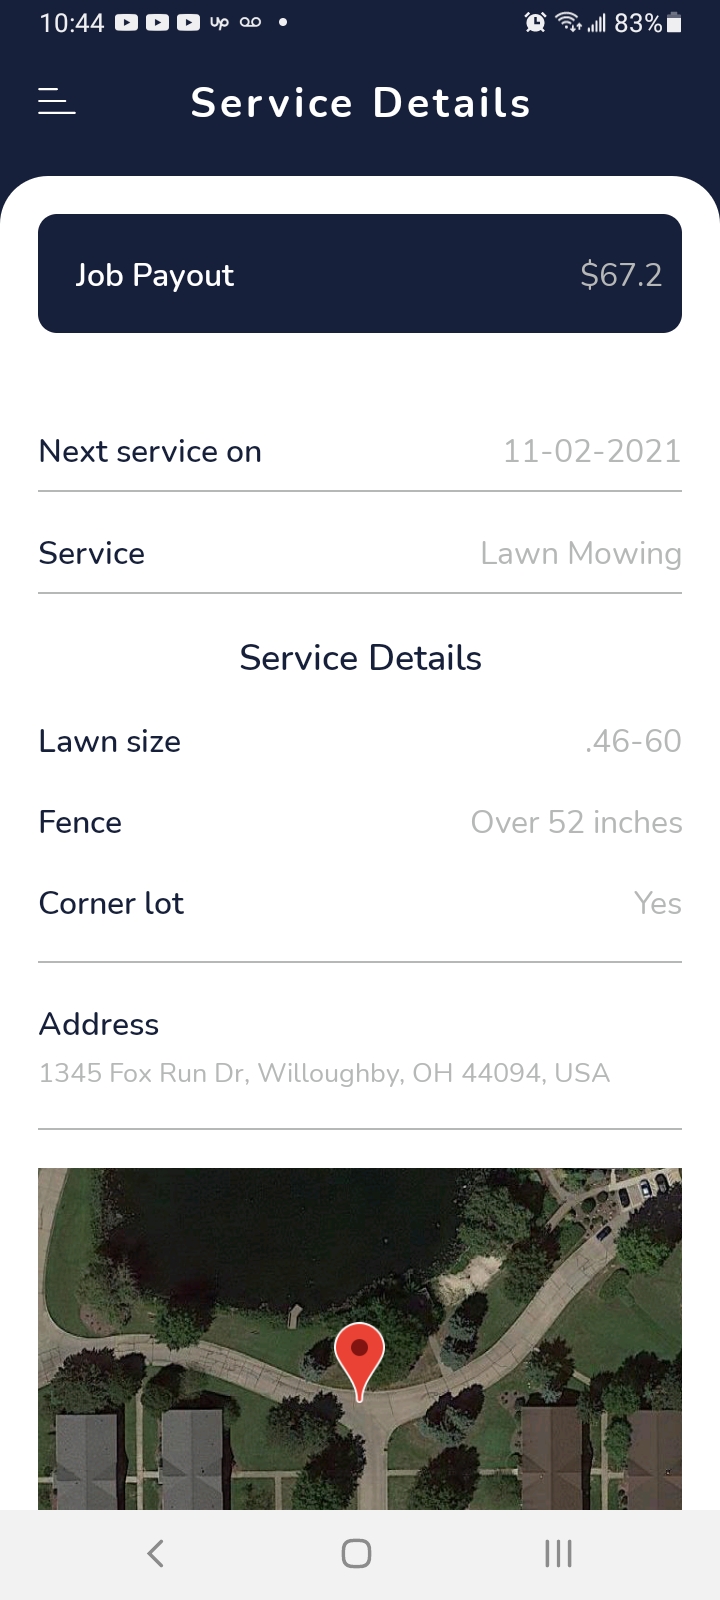 10:44 up 83%
Service Details
Job Payout $67.2
Next service on 11-02-2021
Service Lawn Mowing
Service Details
Lawn size .46-60
Fence Over 52 inches
Corner lot Yes
Address
1345 Fox Run Dr, Willoughby, OH 44094, USA